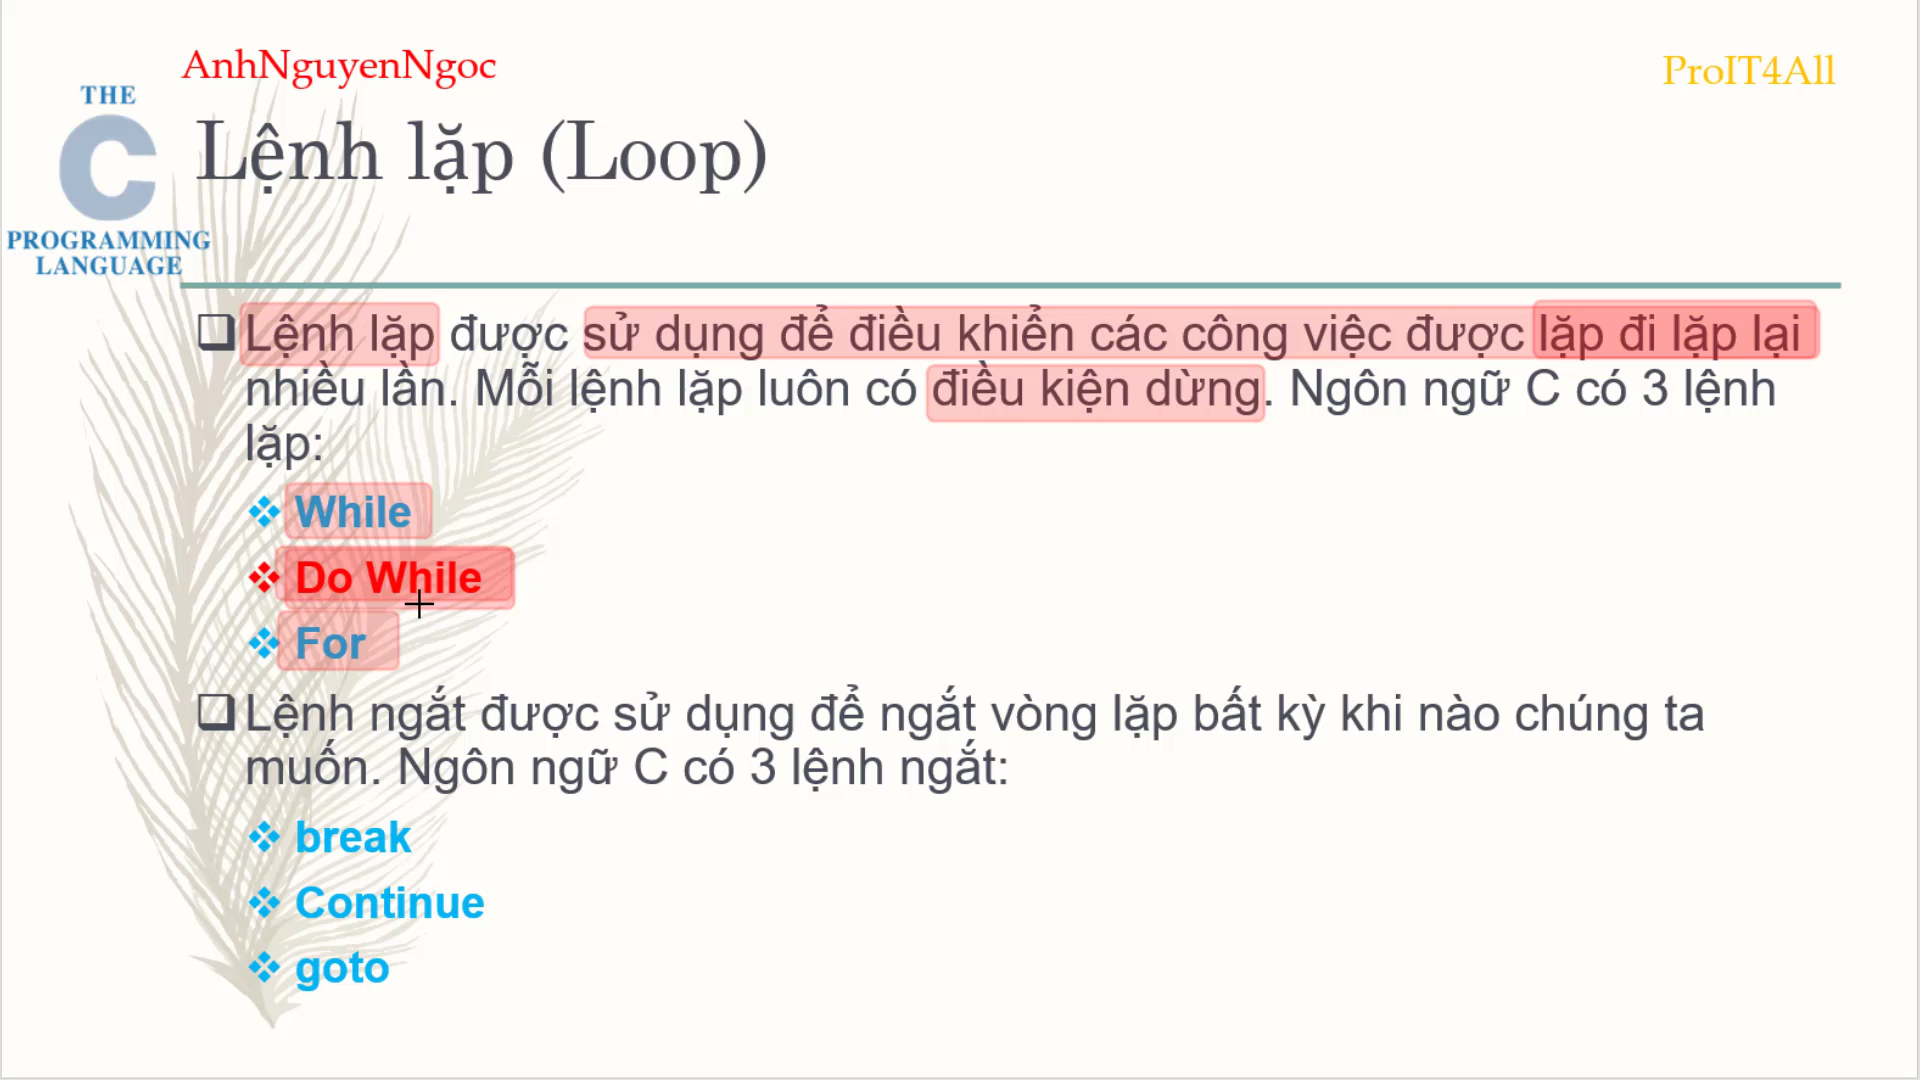 AnhNguyenNgoc
ProIT4All
THE
C
PROGRAMMING
LANGUAGE
Lệnh lặp (Loop)
Lệnh lặp được sử dụng để điều khiển các công việc được lặp đi lặp lại
nhiều lần. Mỗi lệnh lặp luôn có điều kiện dừng. Ngôn ngữ C có 3 lệnh
lặp:
While
Do While
For
Lệnh ngắt được sử dụng để ngắt vòng lặp bất kỳ khi nào chúng ta
muốn. Ngôn ngữ C có 3 lệnh ngắt:
break
Continue
goto